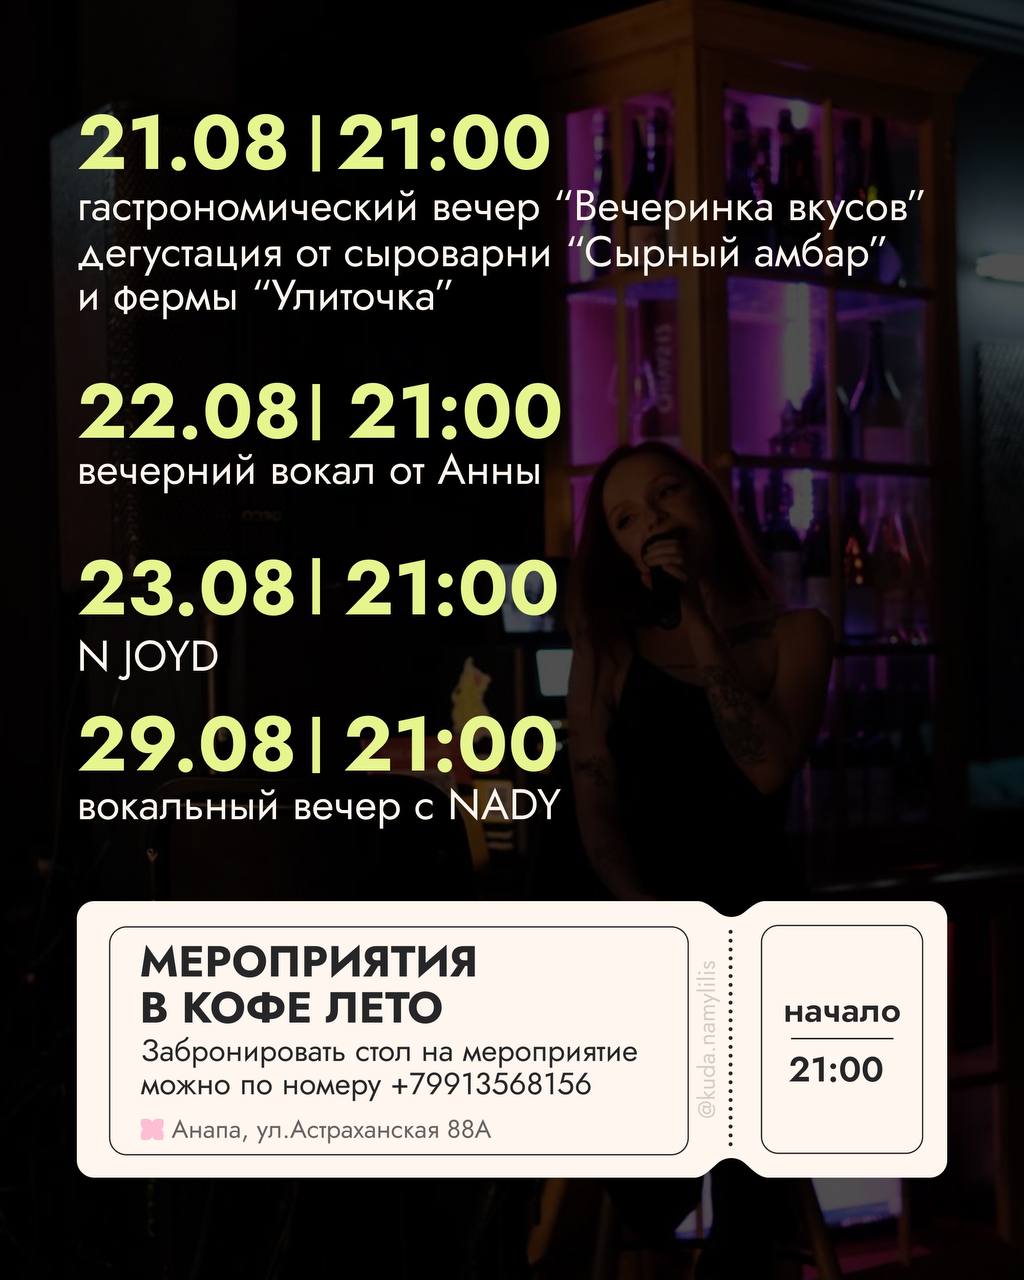 21.08 | 21:00
гастрономический вечер “Вечеринка вкусов”
дегустация от сыроварни “Сырный амбар”
и фермы “Улиточка”
22.08 | 21:00
вечерний вокал от Анны
23.08 | 21:00
N JOYD
29.08 | 21:00
вокальный вечер с NADY
МЕРОПРИЯТИЯ
В КОФЕ ЛЕТО
Забронировать стол на мероприятие
можно по номеру +79913568156
Анапа, ул.Астраханская 88А
@kuda.namylilis
начало
21:00